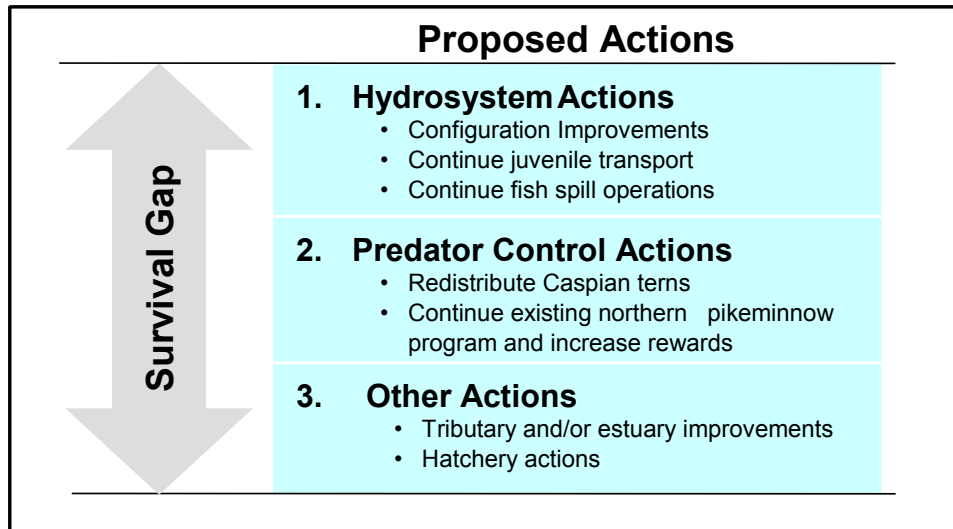 Proposed Actions
Survival Gap
1. Hydrosystem Actions
• Configuration Improvements
• Continue juvenile transport
• Continue fish spill operations
2. Predator Control Actions
• Redistribute Caspian terns
• Continue existing northern pikeminnow
program and increase rewards
3. Other Actions
• Tributary and/or estuary improvements
• Hatchery actions